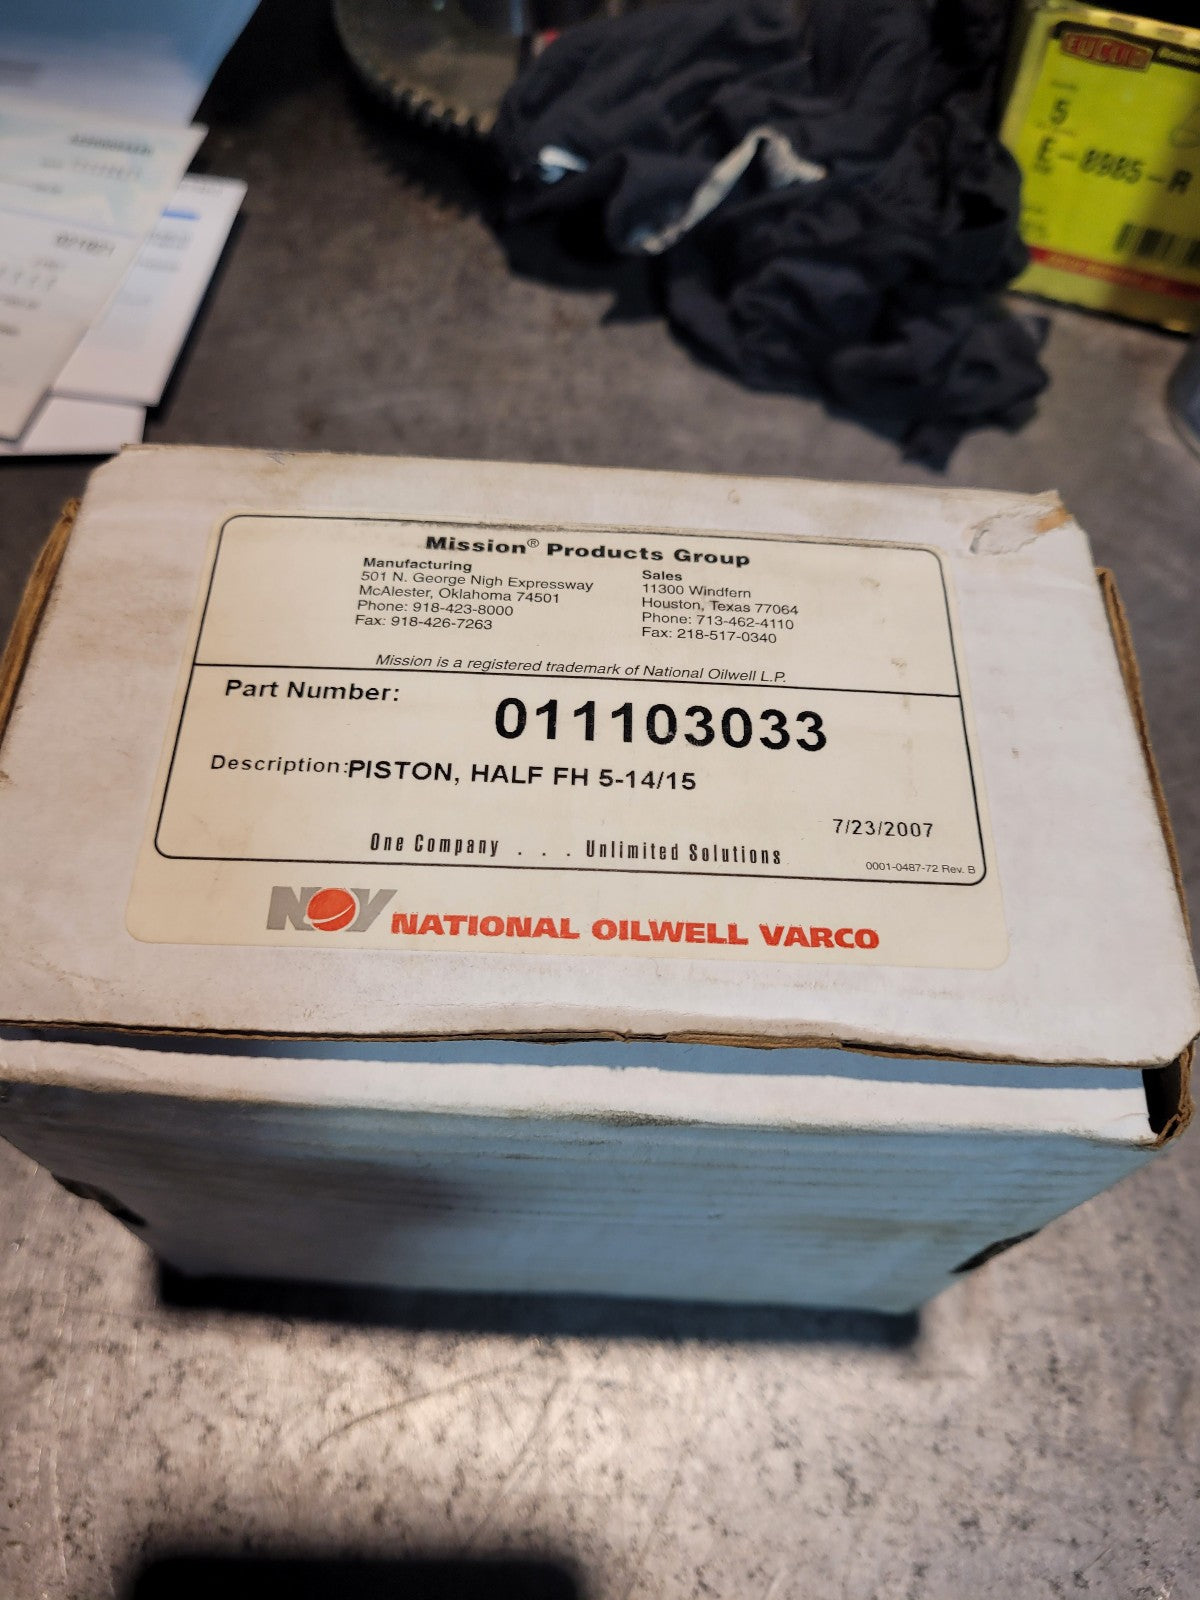 EUCLID
5
E-8985-R
Mission® Products Group
Manufacturing
501 N. George Nigh Expressway
McAlester, Oklahoma 74501
Phone: 918-423-8000
Fax: 918-426-7263
Sales
11300 Windfern
Houston, Texas 77064
Phone: 713-462-4110
Fax: 218-517-0340
Mission is a registered trademark of National Oilwell L.P.
Part Number:
011103033
Description:PISTON, HALF FH 5-14/15
7/23/2007
One Company . . . Unlimited Solutions
0001-0487-72 Rev. B
NOV NATIONAL OILWELL VARCO